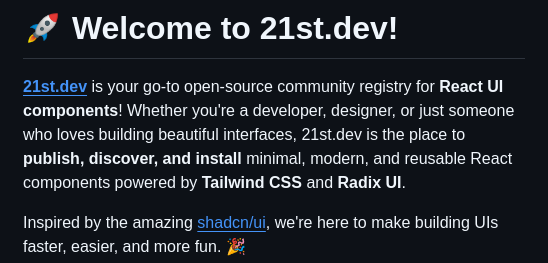 🚀 Welcome to 21st.dev!
21st.dev is your go-to open-source community registry for React UI
components! Whether you're a developer, designer, or just someone
who loves building beautiful interfaces, 21st.dev is the place to
publish, discover, and install minimal, modern, and reusable React
components powered by Tailwind CSS and Radix UI.
Inspired by the amazing shadcn/ui, we're here to make building UIs
faster, easier, and more fun. 🎉